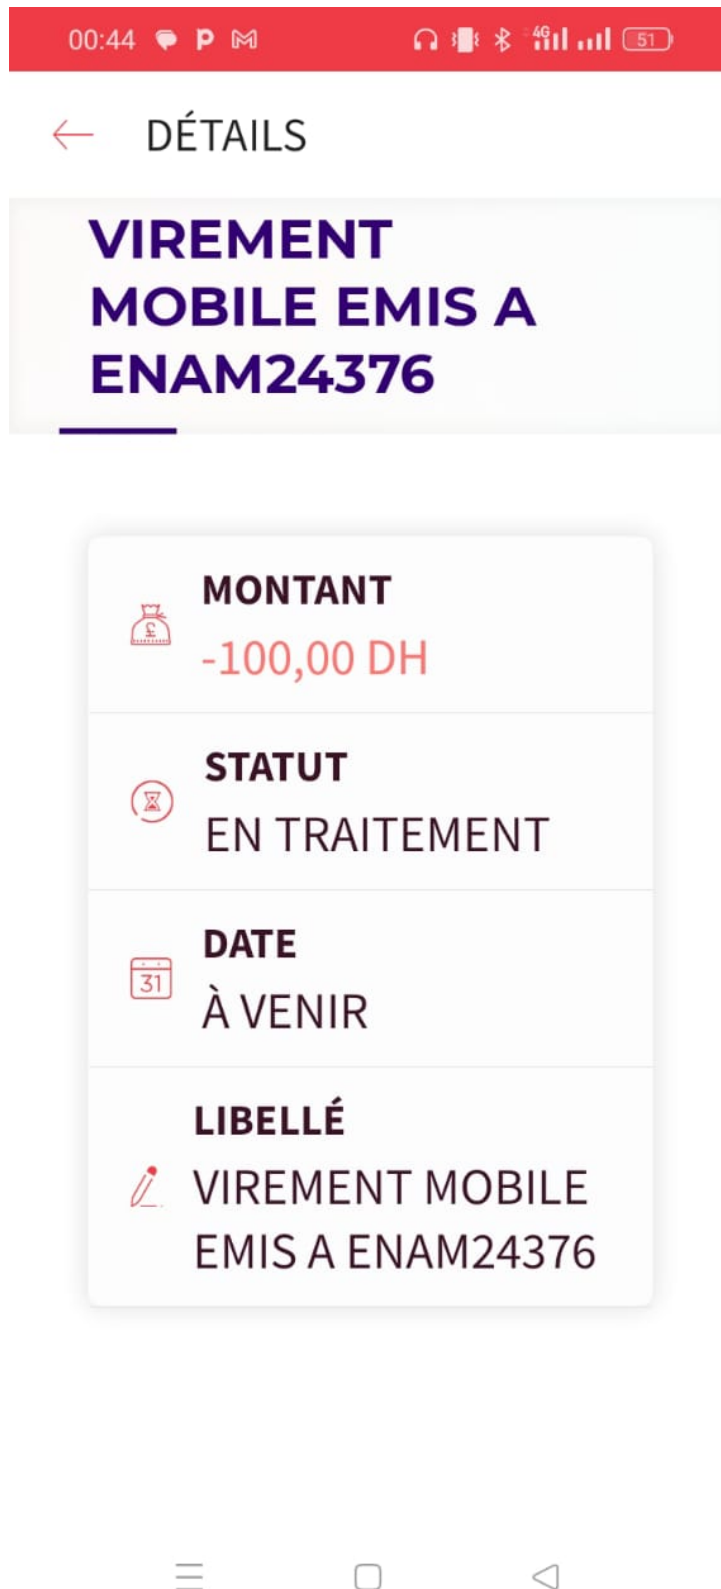 00:44
4G
51
DÉTAILS
VIREMENT
MOBILE EMIS A
ENAM24376
MONTANT
-100,00 DH
STATUT
EN TRAITEMENT
31
DATE
À VENIR
LIBELLÉ
VIREMENT MOBILE
EMIS A ENAM24376